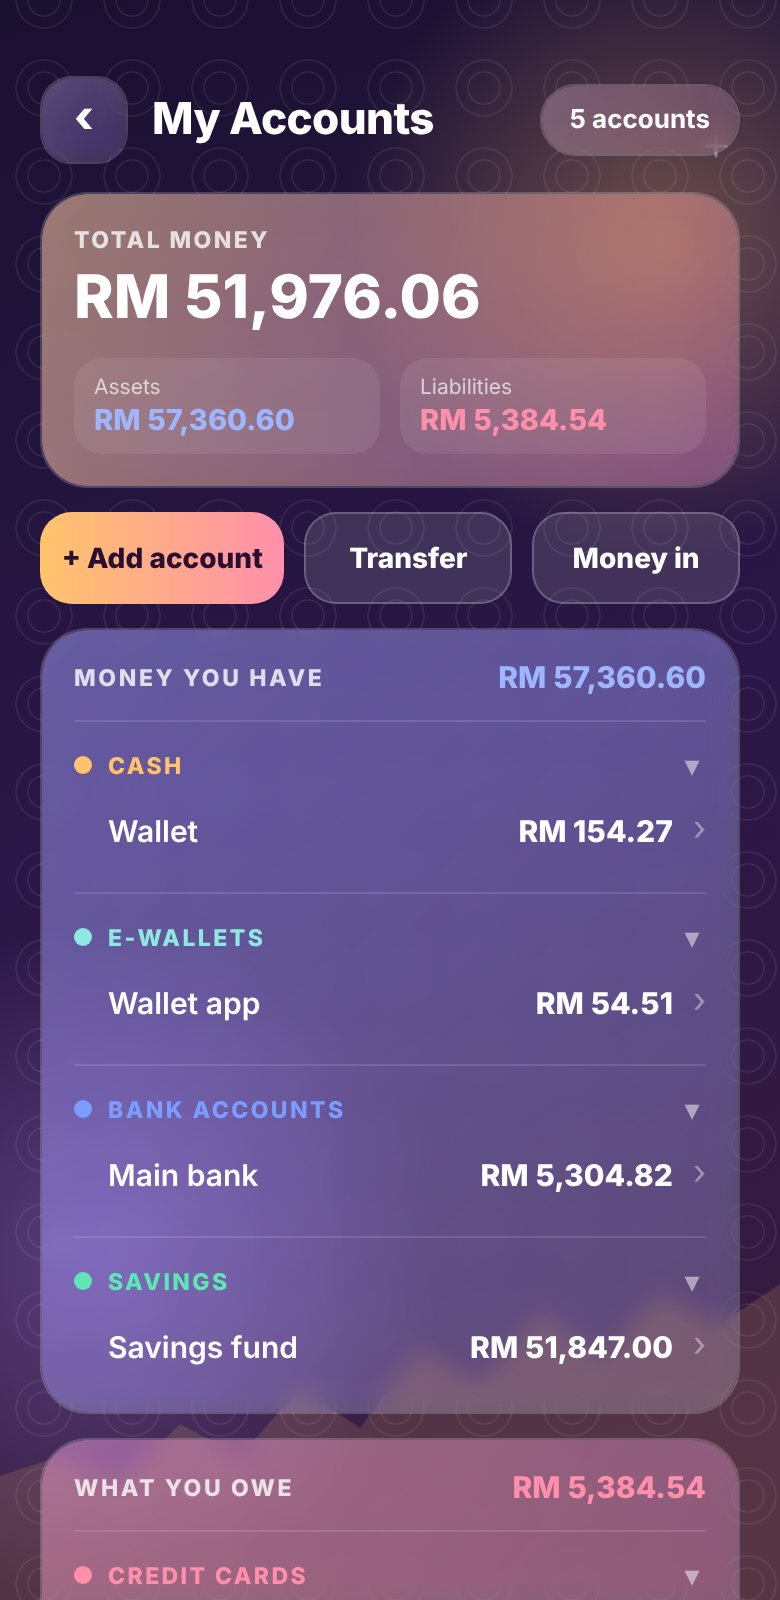 My Accounts
5 accounts
TOTAL MONEY
RM 51,976.06
Assets
RM 57,360.60
Liabilities
RM 5,384.54
+ Add account
Transfer
Money in
MONEY YOU HAVE
RM 57,360.60
CASH
Wallet
RM 154.27
E-WALLETS
Wallet app
RM 54.51
BANK ACCOUNTS
Main bank
RM 5,304.82
SAVINGS
Savings fund
RM 51,847.00
WHAT YOU OWE
RM 5,384.54
CREDIT CARDS